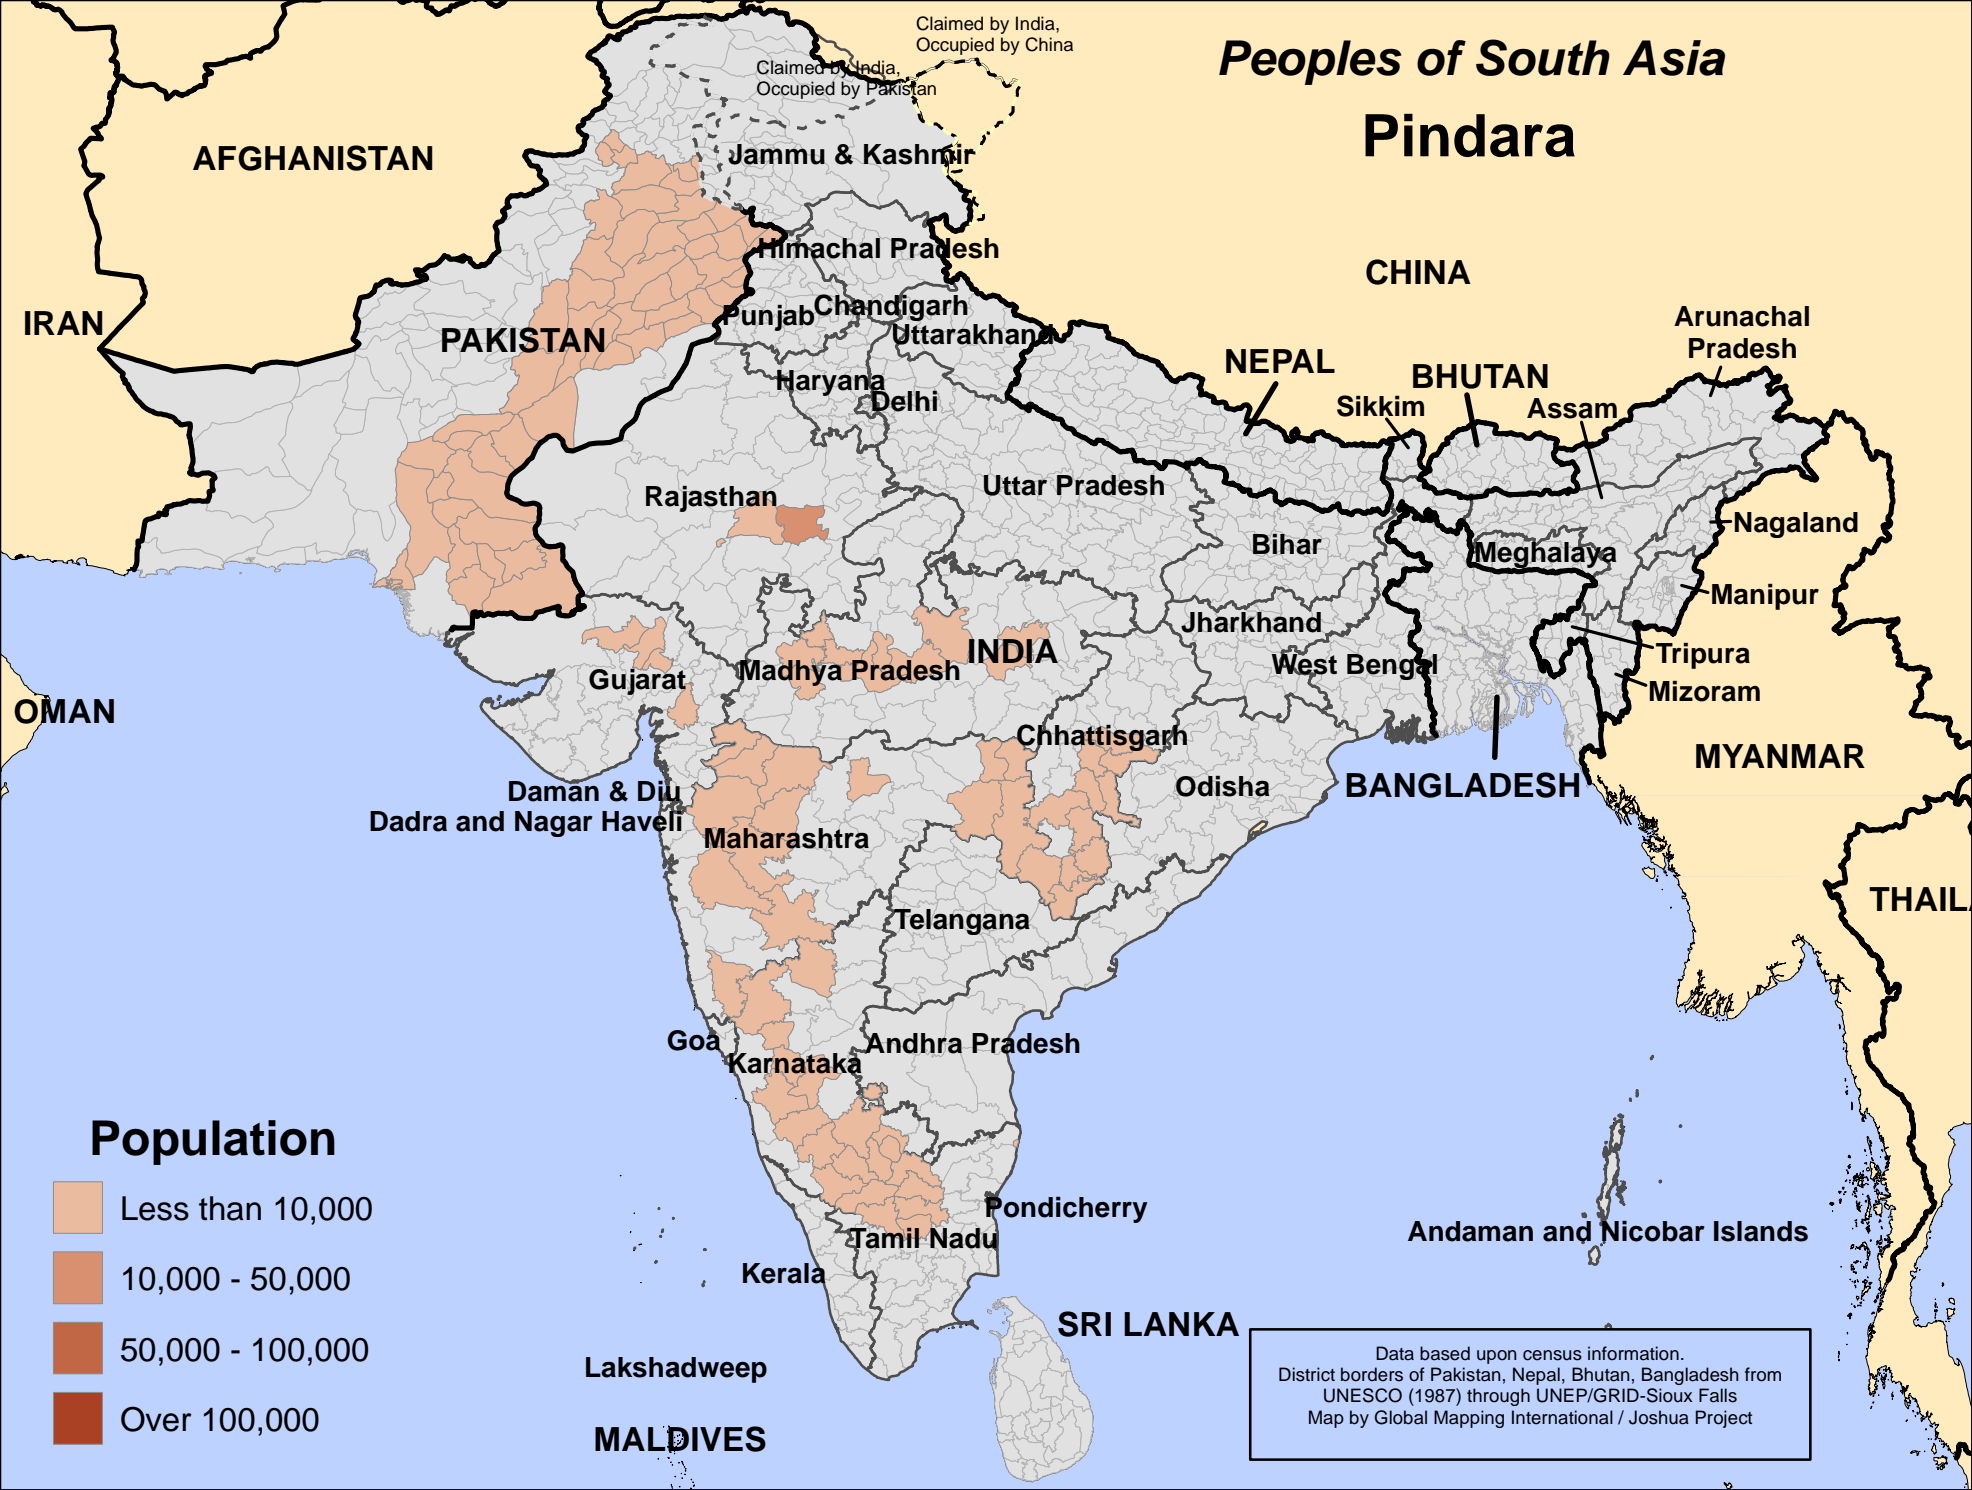 Claimed by India,
Occupied by China
Peoples of South Asia
Pindara
Claimed by India,
Occupied by Pakistan
AFGHANISTAN
Jammu & Kashmir
Himachal Pradesh
CHINA
IRAN
PAKISTAN
Punjab
Chandigarh
Uttarakhand
Arunachal
Pradesh
NEPAL
BHUTAN
Haryana
Delhi
Sikkim
Assam
Rajasthan
Uttar Pradesh
Nagaland
Bihar
Meghalaya
Manipur
Jharkhand
INDIA
Tripura
Madhya Pradesh
West Bengal
Gujarat
Mizoram
OMAN
Chhattisgarh
MYANMAR
Odisha
BANGLADESH
Daman & Diu
Dadra and Nagar Haveli
Maharashtra
THAIL
Telangana
Goa
Karnataka
Andhra Pradesh
Pondicherry
Andaman and Nicobar Islands
Tamil Nadu
Kerala
SRI LANKA
Lakshadweep
MALDIVES
Population
Less than 10,000
10,000 - 50,000
50,000 - 100,000
Over 100,000
Data based upon census information.
District borders of Pakistan, Nepal, Bhutan, Bangladesh from
UNESCO (1987) through UNEP/GRID-Sioux Falls
Map by Global Mapping International / Joshua Project